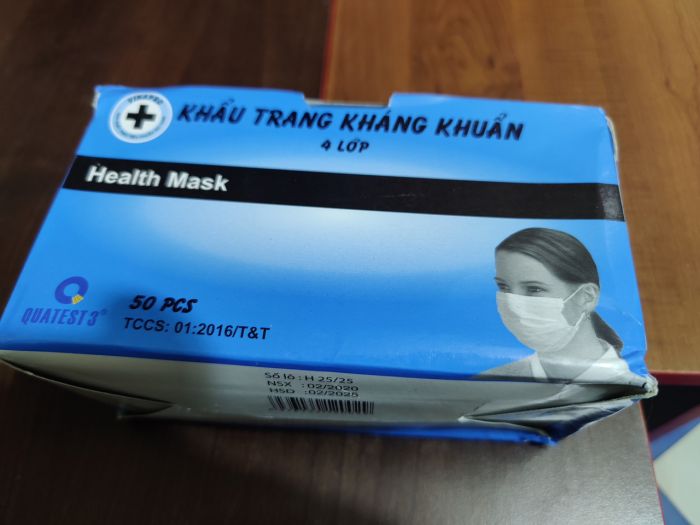 VINAPRO
KHẨU TRANG KHÁNG KHUẨN
4 LỚP
Health Mask
QUATEST 3®
50 PCS
TCCS: 01:2016/T&T
Số lô : H 25/25
NSX : 02/2020
HSD : 02/2025